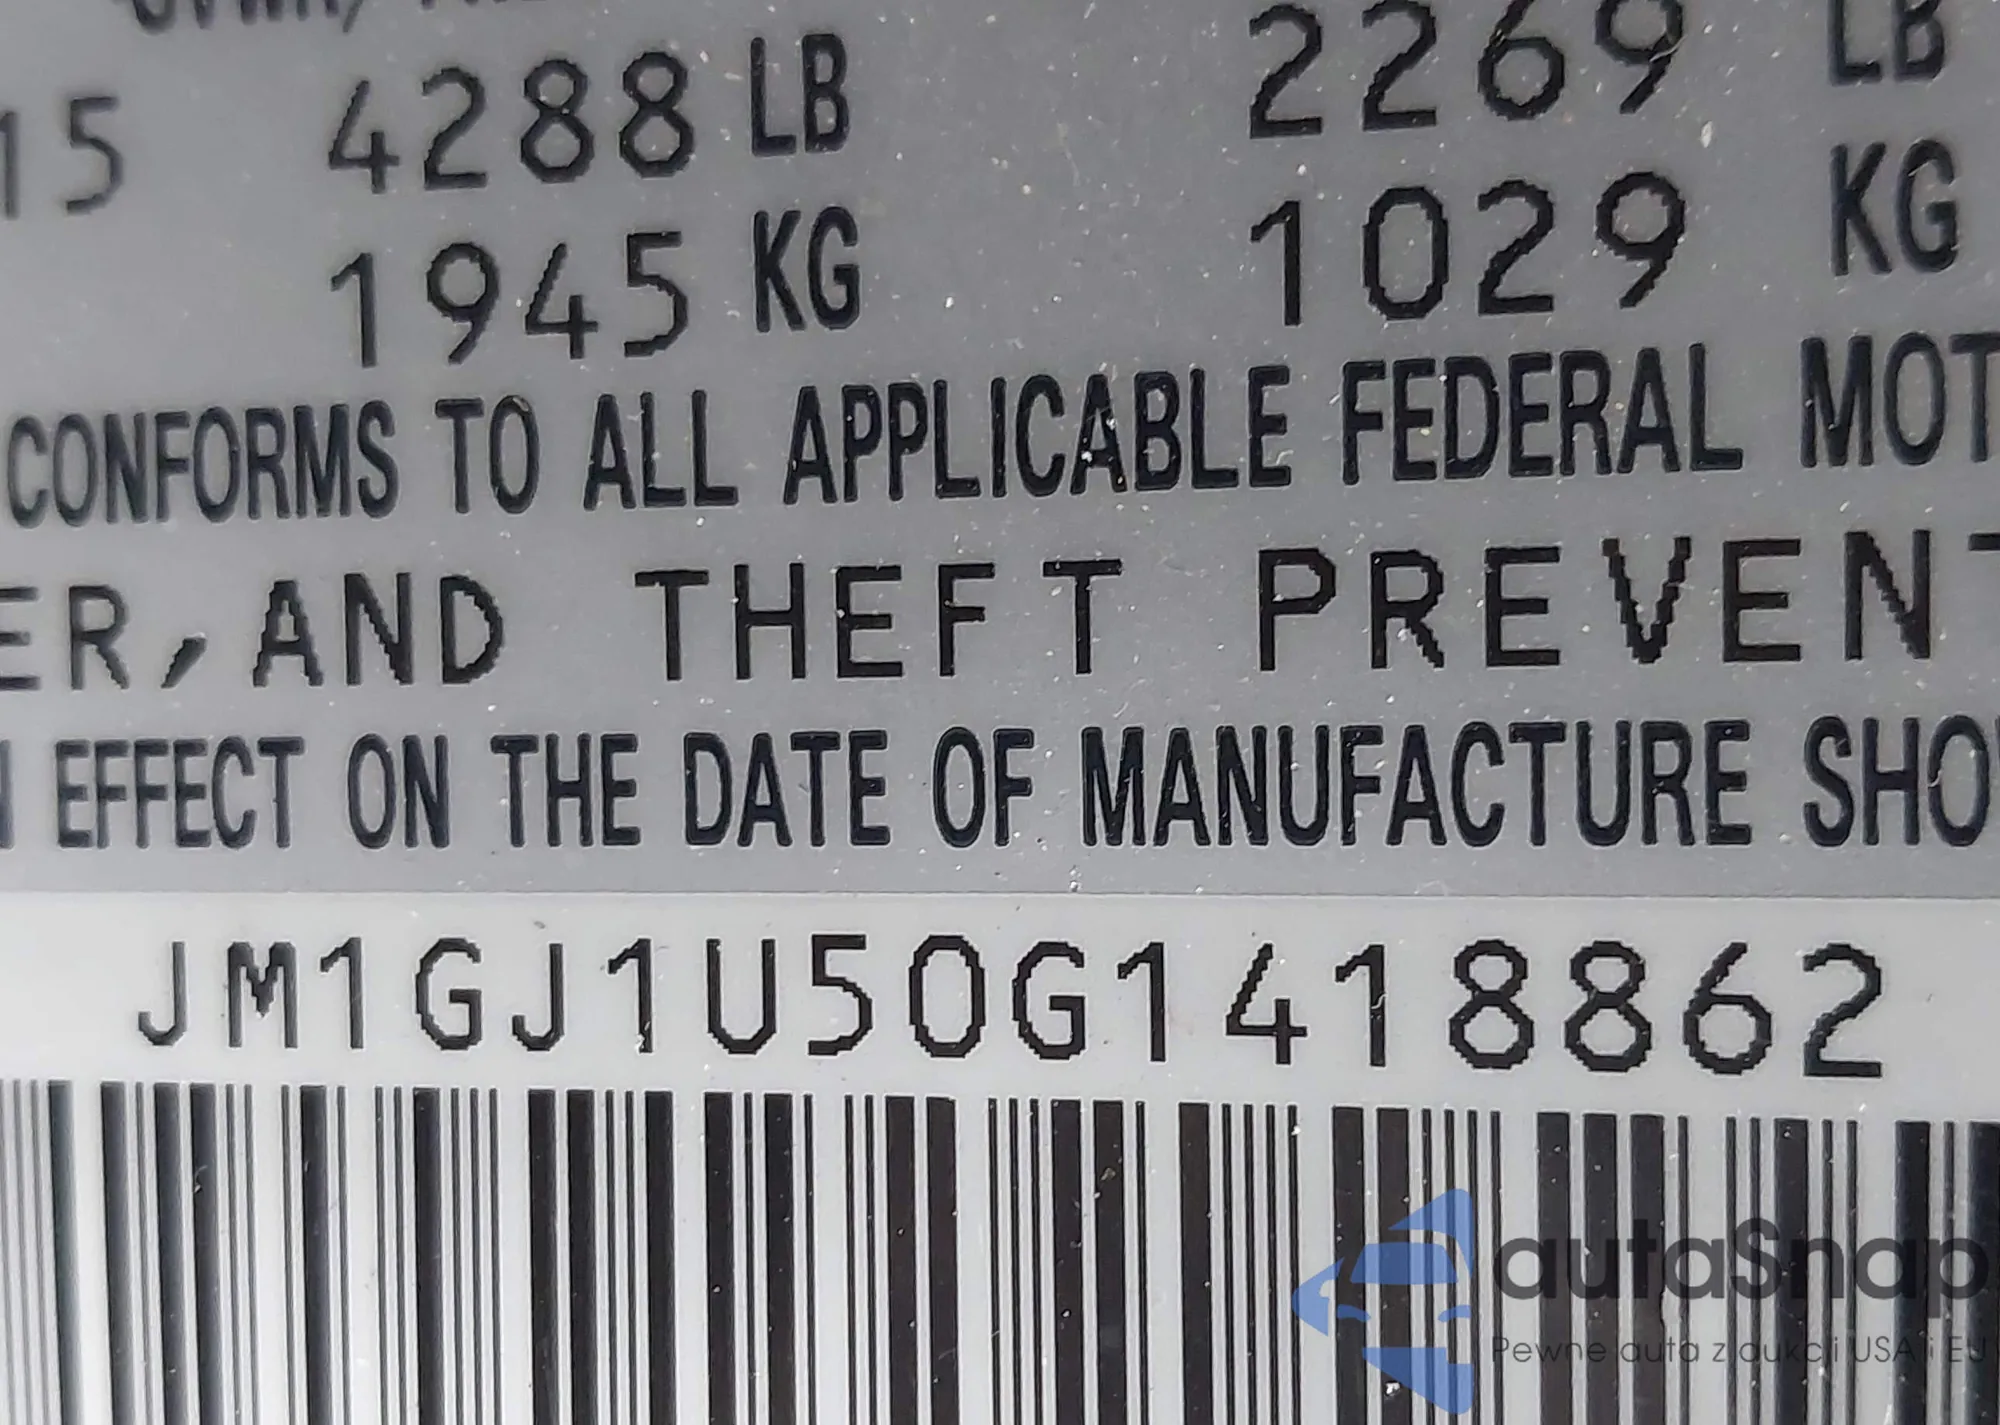 15 4288 LB 2269 LB
1945 KG 1029 KG
CONFORMS TO ALL APPLICABLE FEDERAL MOT
ER,AND THEFT PREVENT
EFFECT ON THE DATE OF MANUFACTURE SHO
JM1GJ1U50G1418862
autaSnap
Pewne auta z aukcji USA i EU